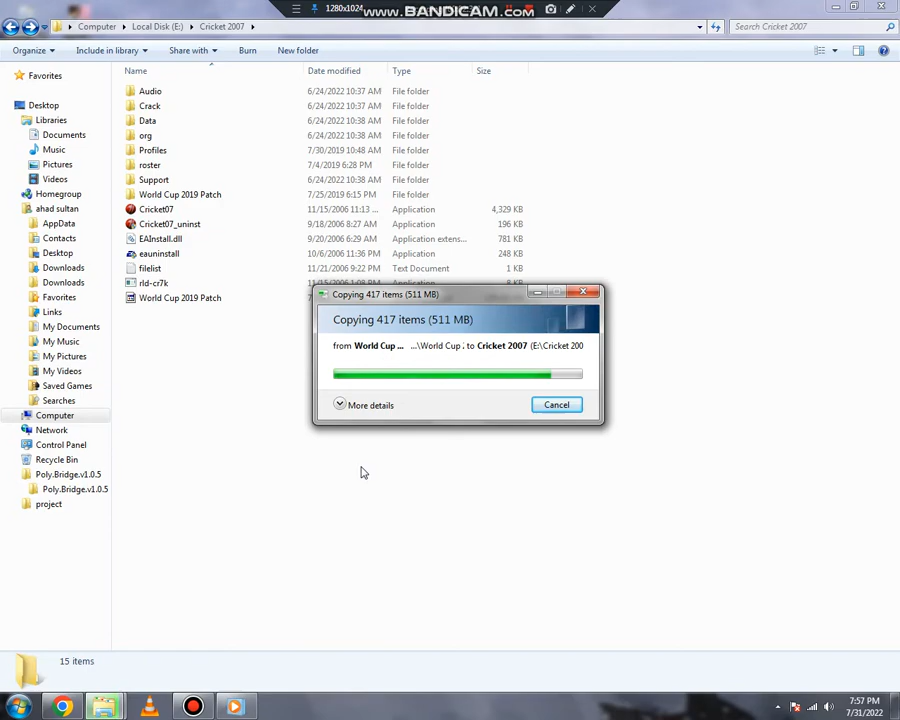 1280x1024
www.BANDICAM.com
Computer
Local Disk (E:)
Cricket 2007
Search Cricket 2007
Organize
Include in library
Share with
Burn
New folder
Name Date modified Type Size
Favorites
Desktop
Libraries
Documents
Music
Pictures
Videos
Homegroup
ahad sultan
AppData
Contacts
Desktop
Downloads
Downloads
Favorites
Links
My Documents
My Music
My Pictures
My Videos
Saved Games
Searches
Computer
Network
Control Panel
Recycle Bin
Poly.Bridge.v1.0.5
Poly.Bridge.v1.0.5
project
Audio 6/24/2022 10:37 AM File folder
Crack 6/24/2022 10:37 AM File folder
Data 6/24/2022 10:38 AM File folder
org 6/24/2022 10:38 AM File folder
Profiles 7/30/2019 10:48 AM File folder
roster 7/4/2019 6:28 PM File folder
Support 6/24/2022 10:38 AM File folder
World Cup 2019 Patch 7/25/2019 6:15 PM File folder
Cricket07 11/15/2006 11:13 ... Application 4,329 KB
Cricket07_uninst 9/18/2006 8:27 AM Application 196 KB
EAInstall.dll 9/20/2006 6:29 AM Application extens... 781 KB
eauninstall 10/6/2006 11:36 PM Application 248 KB
filelist 11/21/2006 9:22 PM Text Document 1 KB
rld-cr7k 11/15/2006 1:08 PM Application 8 KB
World Cup 2019 Patch
Copying 417 items (511 MB)
Copying 417 items (511 MB)
from World Cup ... ...\World Cup . to Cricket 2007 (E:\Cricket 200
More details
Cancel
15 items
7:57 PM
7/31/2022